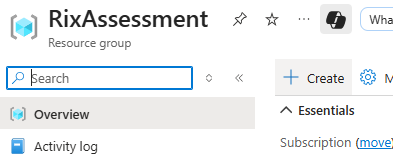 RixAssessment
Resource group
Search
Overview
Activity log
Create
Essentials
Subscription (move)